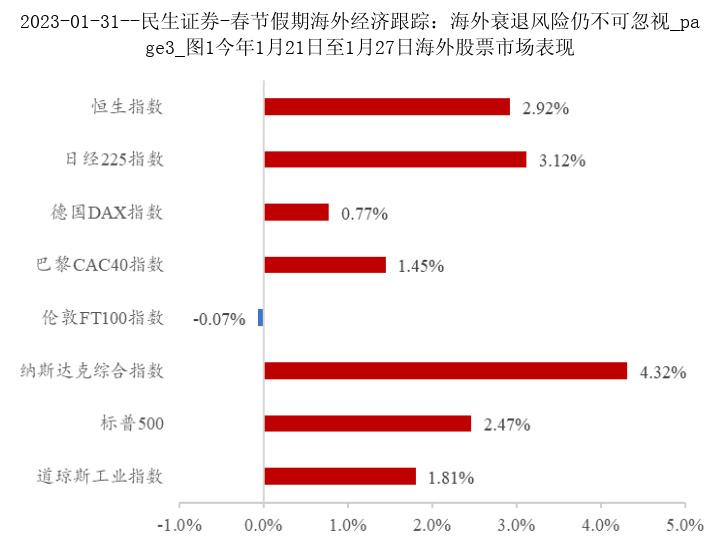 2023-01-31--民生证券-春节假期海外经济跟踪：海外衰退风险仍不可忽视_pa
ge3_图1今年1月21日至1月27日海外股票市场表现
恒生指数 2.92%
日经225指数 3.12%
德国DAX指数 0.77%
巴黎CAC40指数 1.45%
伦敦FT100指数 -0.07%
纳斯达克综合指数 4.32%
标普500 2.47%
道琼斯工业指数 1.81%
-1.0% 0.0% 1.0% 2.0% 3.0% 4.0% 5.0%